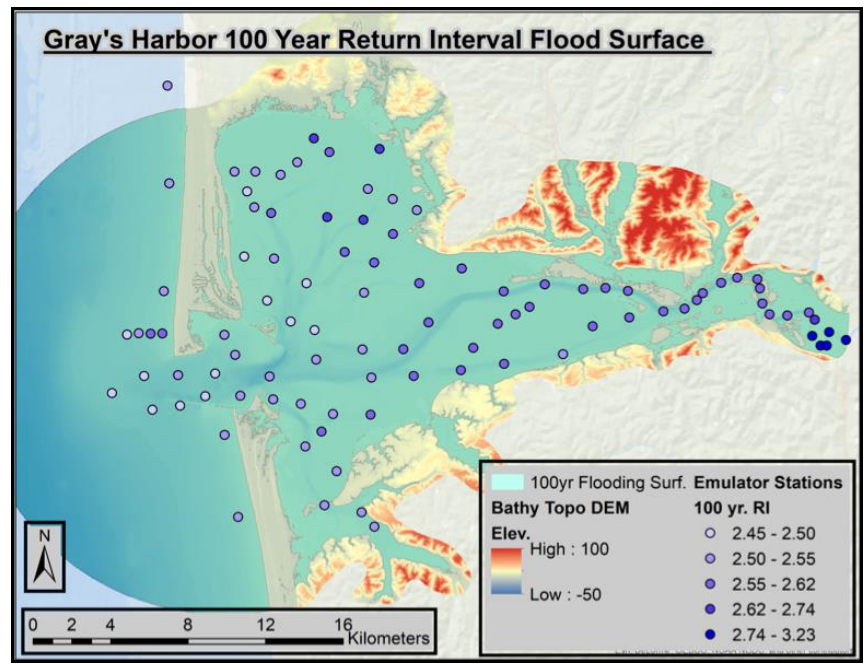 Gray's Harbor 100 Year Return Interval Flood Surface
100yr Flooding Surf.
Bathy Topo DEM
Elev.
High : 100
Low : -50
Emulator Stations
100 yr. RI
2.45 - 2.50
2.50 - 2.55
2.55 - 2.62
2.62 - 2.74
2.74 - 3.23
N
0 2 4 8 12 16
Kilometers